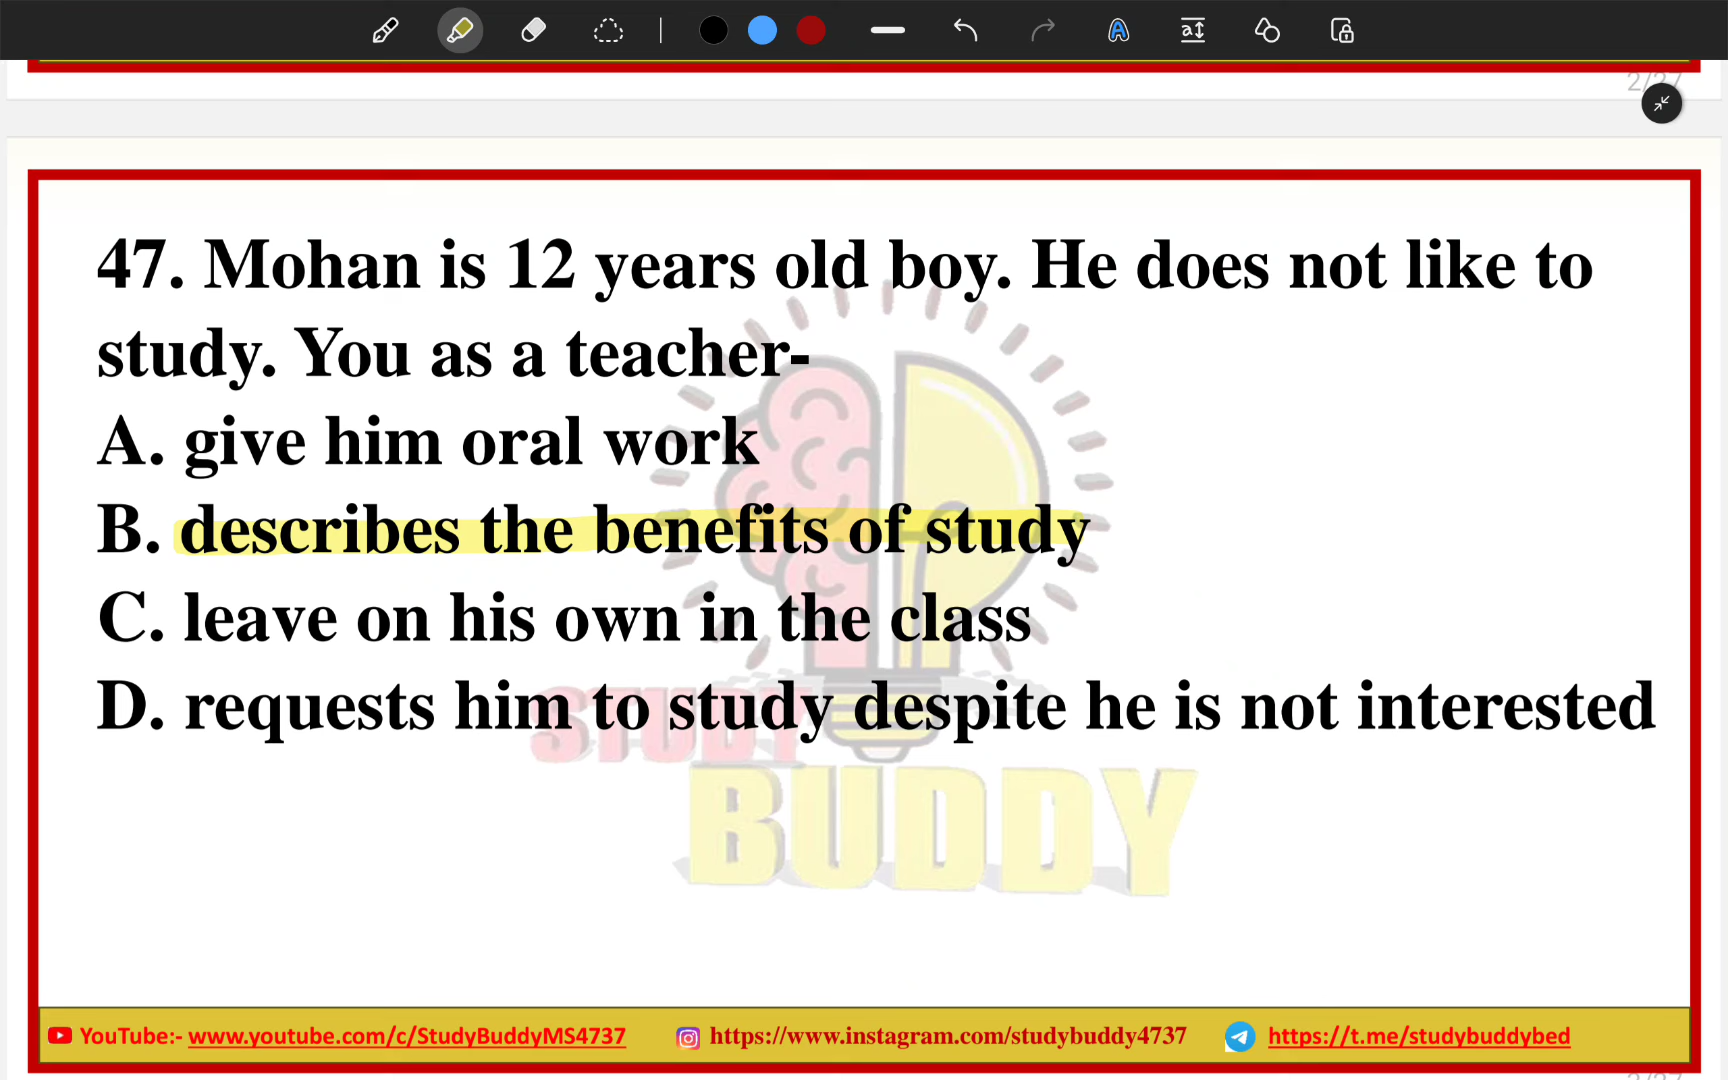 2/37
47. Mohan is 12 years old boy. He does not like to
study. You as a teacher-
A. give him oral work
B. describes the benefits of study
C. leave on his own in the class
D. requests him to study despite he is not interested
STUDY
BUDDY
YouTube:- www.youtube.com/c/StudyBuddyMS4737 https://www.instagram.com/studybuddy4737 https://t.me/studybuddybed